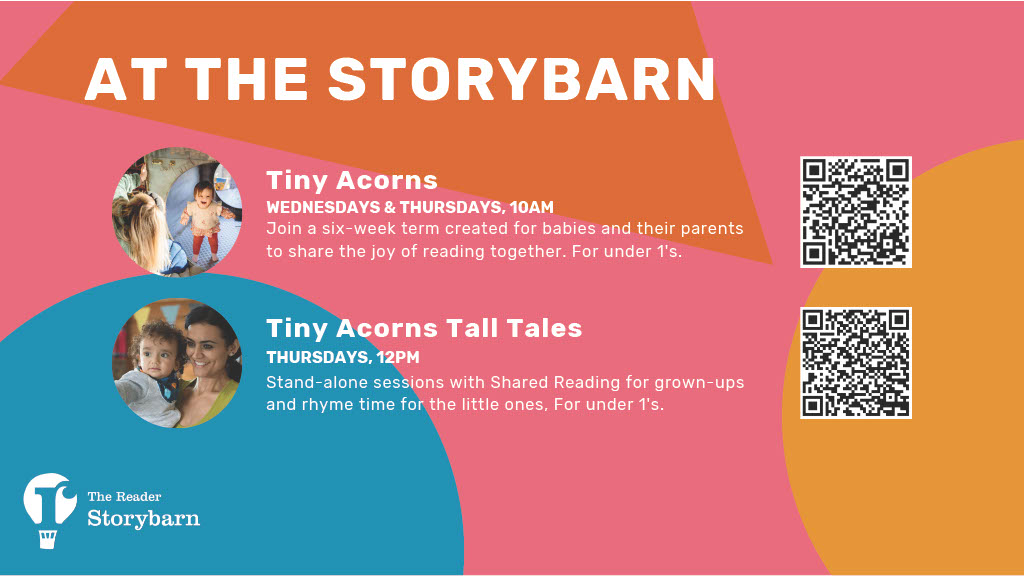 AT THE STORYBARN
Tiny Acorns
WEDNESDAYS & THURSDAYS, 10AM
Join a six-week term created for babies and their parents
to share the joy of reading together. For under 1's.
Tiny Acorns Tall Tales
THURSDAYS, 12PM
Stand-alone sessions with Shared Reading for grown-ups
and rhyme time for the little ones, For under 1's.
The Reader
Storybarn